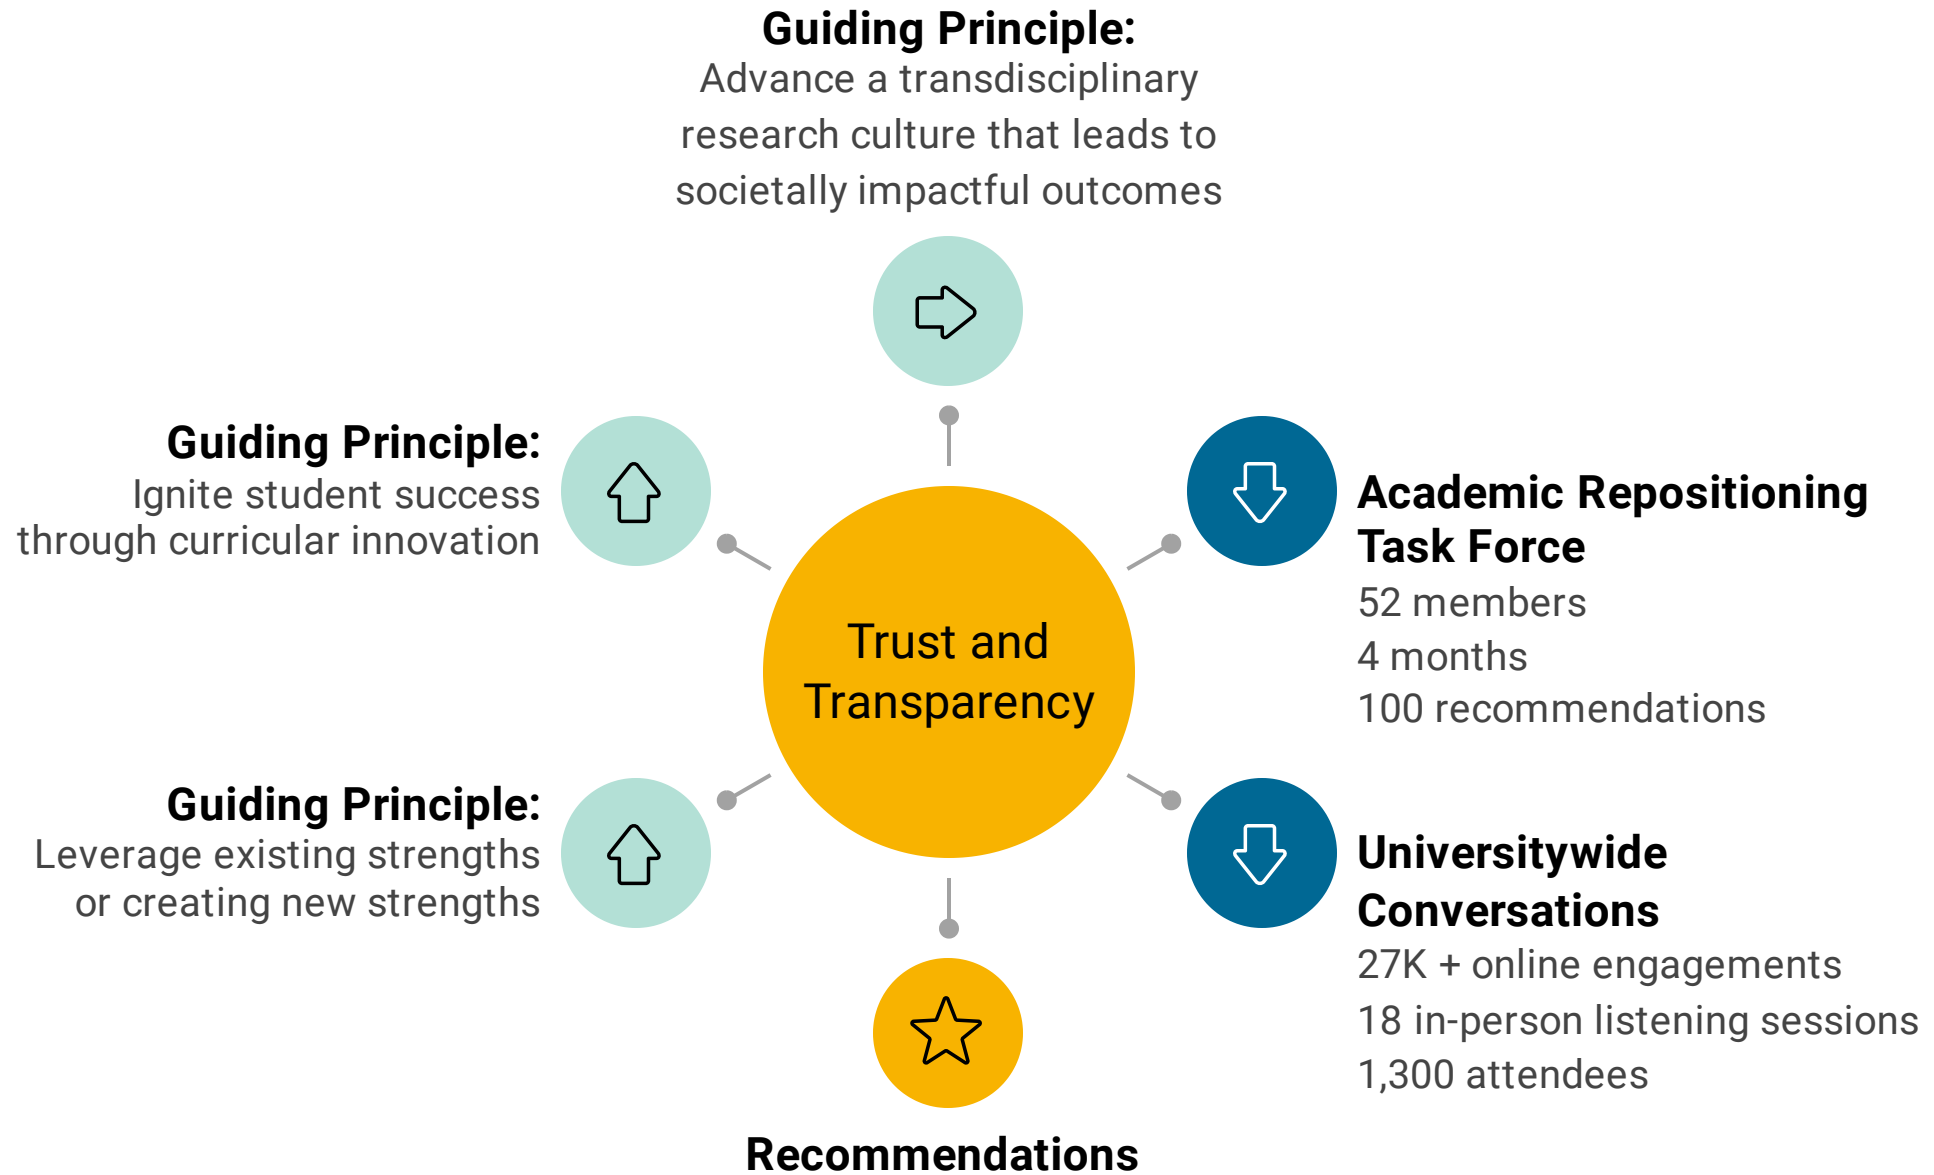 Guiding Principle:
Advance a transdisciplinary
research culture that leads to
societally impactful outcomes
Guiding Principle:
Ignite student success
through curricular innovation
Academic Repositioning
Task Force
52 members
4 months
100 recommendations
Trust and
Transparency
Guiding Principle:
Leverage existing strengths
or creating new strengths
Universitywide
Conversations
27K + online engagements
18 in-person listening sessions
1,300 attendees
Recommendations